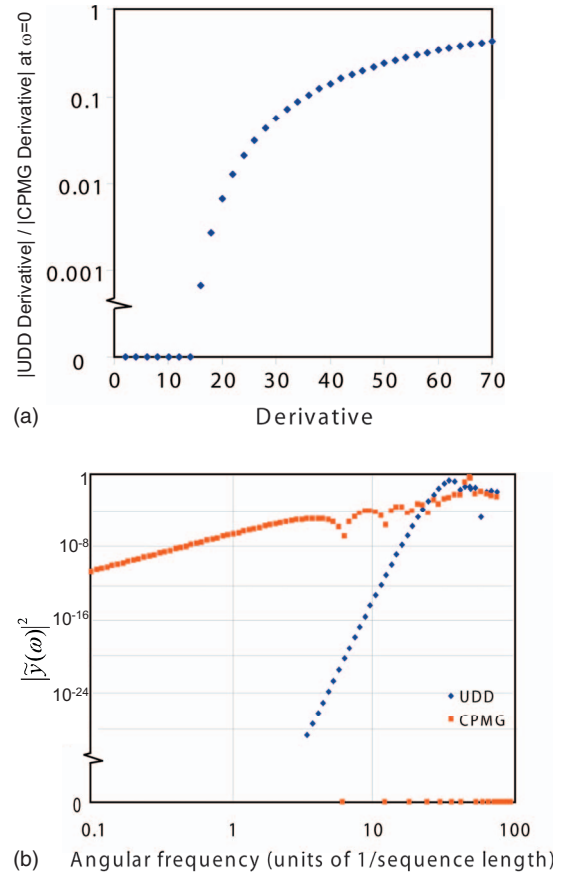 |UDD Derivative| / |CPMG Derivative| at ω=0
1
0.1
0.01
0.001
0
0 10 20 30 40 50 60 70
(a) Derivative
|ỹ(ω)|²
1
10⁻⁸
10⁻¹⁶
10⁻²⁴
0
UDD
CPMG
0.1 1 10 100
(b) Angular frequency (units of 1/sequence length)